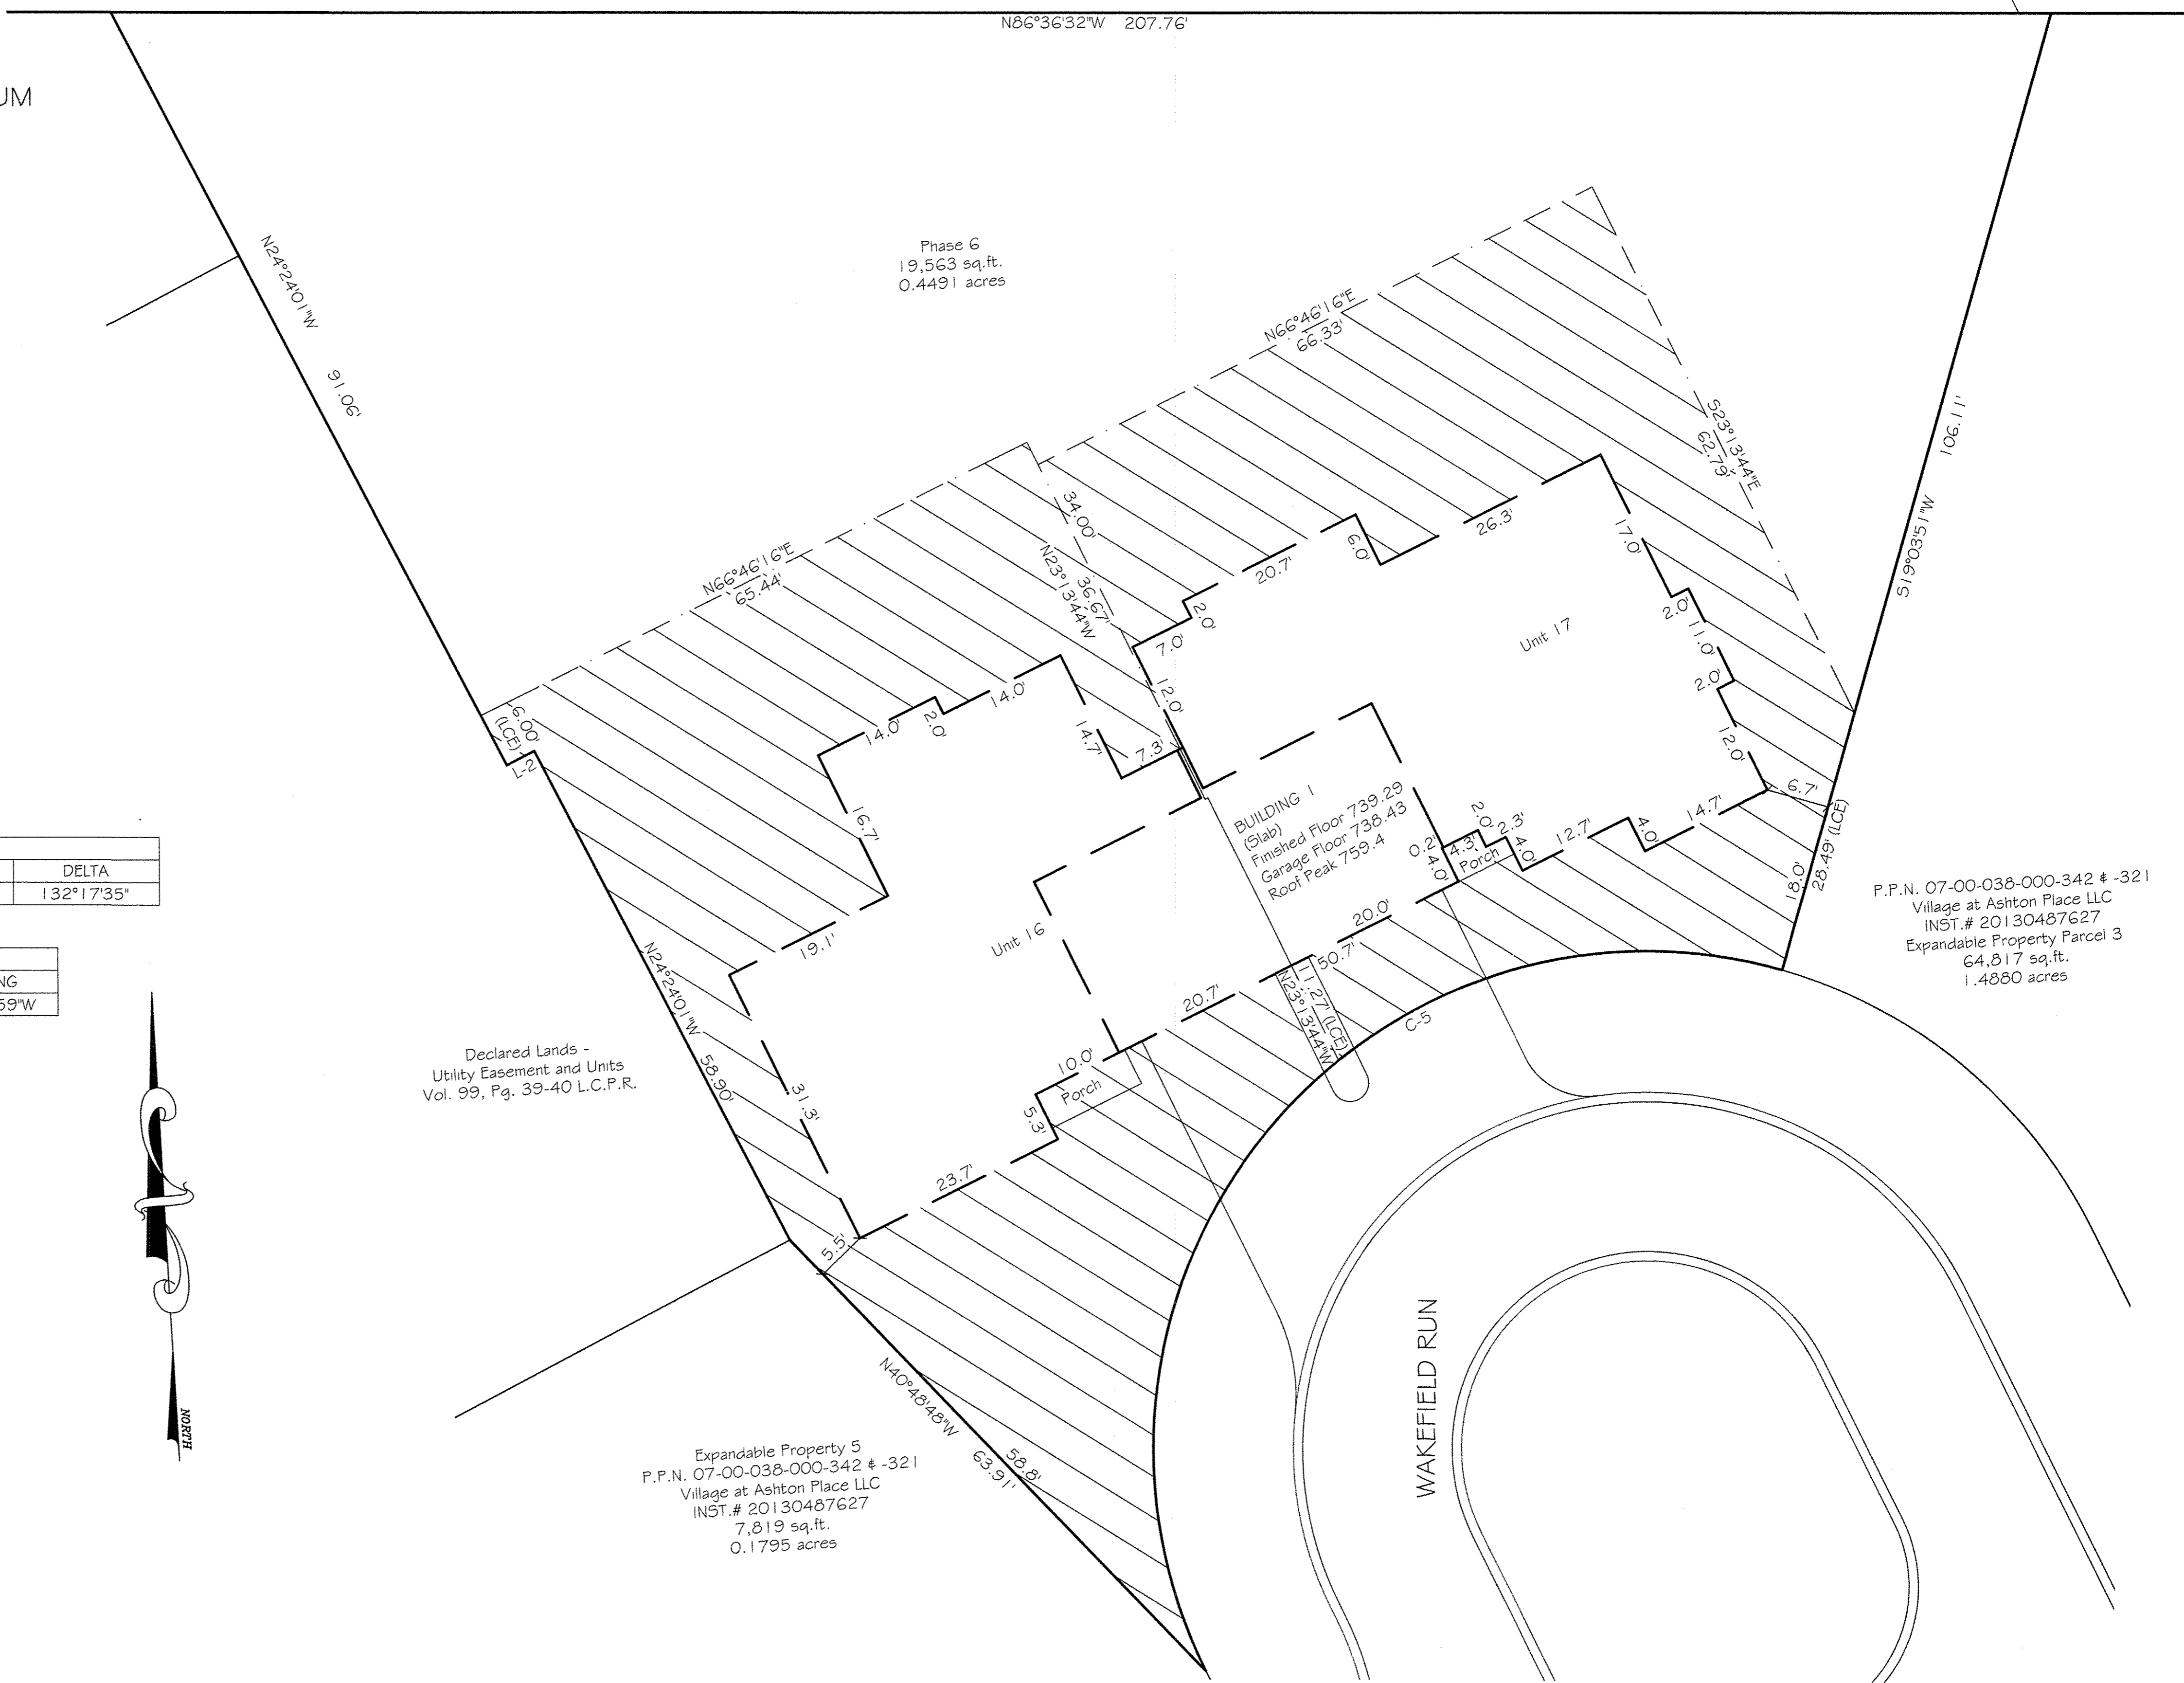 N86°36'32"W 207.76'
UM
Phase 6
19,563 sq.ft.
0.4491 acres
N24°24'01"W 91.06'
N66°46'16"E
66.33'
S23°13'44"E
62.79'
S19°03'51"W 106.11'
N66°46'16"E
65.44'
34.00'
36.67'
N23°13'44"W
26.3'
6.0'
20.7'
2.0'
7.0'
12.0'
17.0'
2.0'
11.0'
2.0'
12.0'
Unit 17
6.00'
(LCE)
L-2
14.0'
2.0'
14.0'
14.7'
7.3'
16.7'
19.1'
BUILDING 1
(Slab)
Finished Floor 739.29
Garage Floor 738.43
Roof Peak 759.4
0.2'
4.3'
4.0'
2.0'
2.3'
4.0'
Porch
12.7'
4.0'
14.7'
6.7'
18.0'
28.49' (LCE)
DELTA
132°17'35"
NG
59"W
P.P.N. 07-00-038-000-342 & -321
Village at Ashton Place LLC
INST.# 20130487627
Expandable Property Parcel 3
64,817 sq.ft.
1.4880 acres
Unit 16
20.0'
50.7'
20.7'
11.27' (LCE)
N23°13'44"W
C-5
N24°24'01"W
58.90'
31.3'
10.0'
Porch
5.3'
23.7'
5.5'
Declared Lands -
Utility Easement and Units
Vol. 99, Pg. 39-40 L.C.P.R.
NORTH
N40°48'48"W 63.91'
58.8'
Expandable Property 5
P.P.N. 07-00-038-000-342 & -321
Village at Ashton Place LLC
INST.# 20130487627
7,819 sq.ft.
0.1795 acres
WAKEFIELD RUN